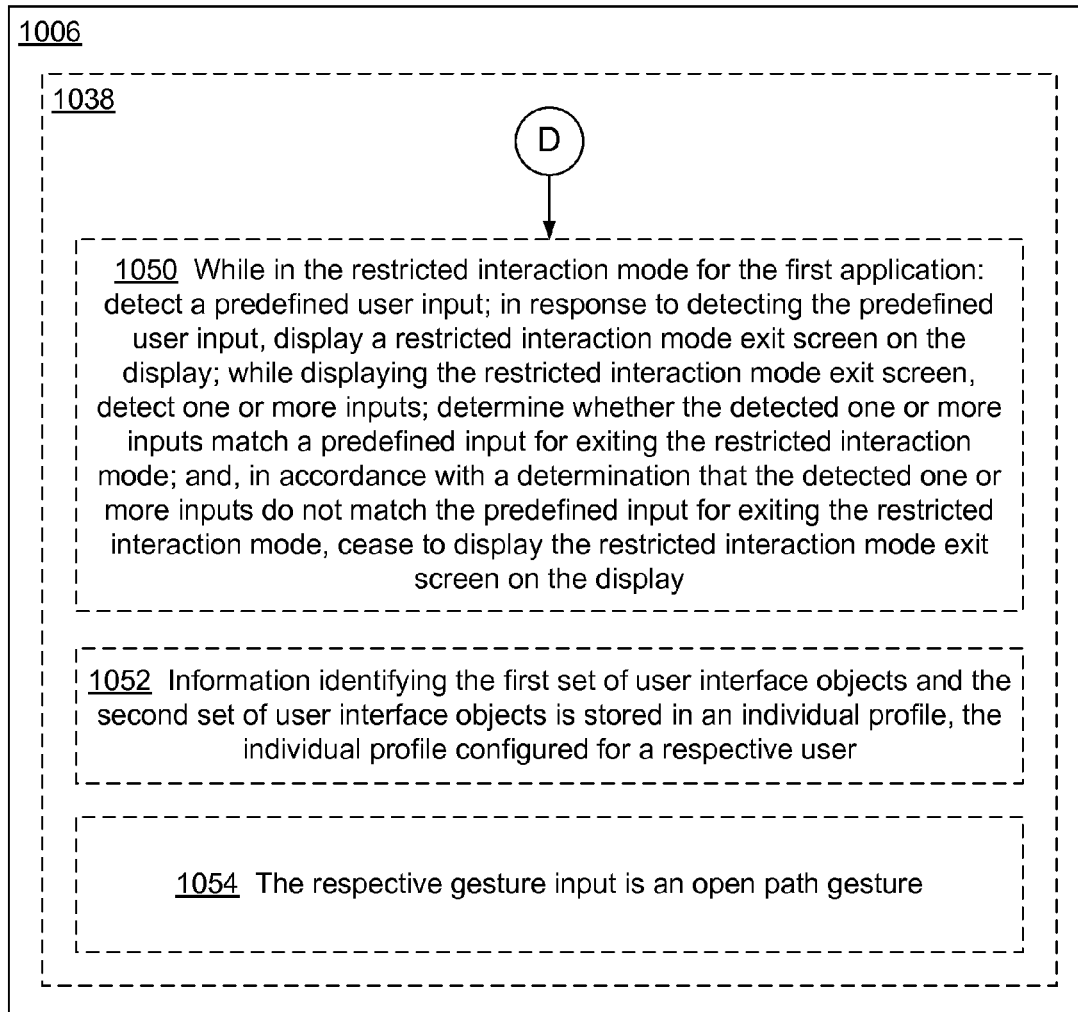 1006
1038
D
1050 While in the restricted interaction mode for the first application:
detect a predefined user input; in response to detecting the predefined
user input, display a restricted interaction mode exit screen on the
display; while displaying the restricted interaction mode exit screen,
detect one or more inputs; determine whether the detected one or more
inputs match a predefined input for exiting the restricted interaction
mode; and, in accordance with a determination that the detected one or
more inputs do not match the predefined input for exiting the restricted
interaction mode, cease to display the restricted interaction mode exit
screen on the display
1052 Information identifying the first set of user interface objects and the
second set of user interface objects is stored in an individual profile, the
individual profile configured for a respective user
1054 The respective gesture input is an open path gesture